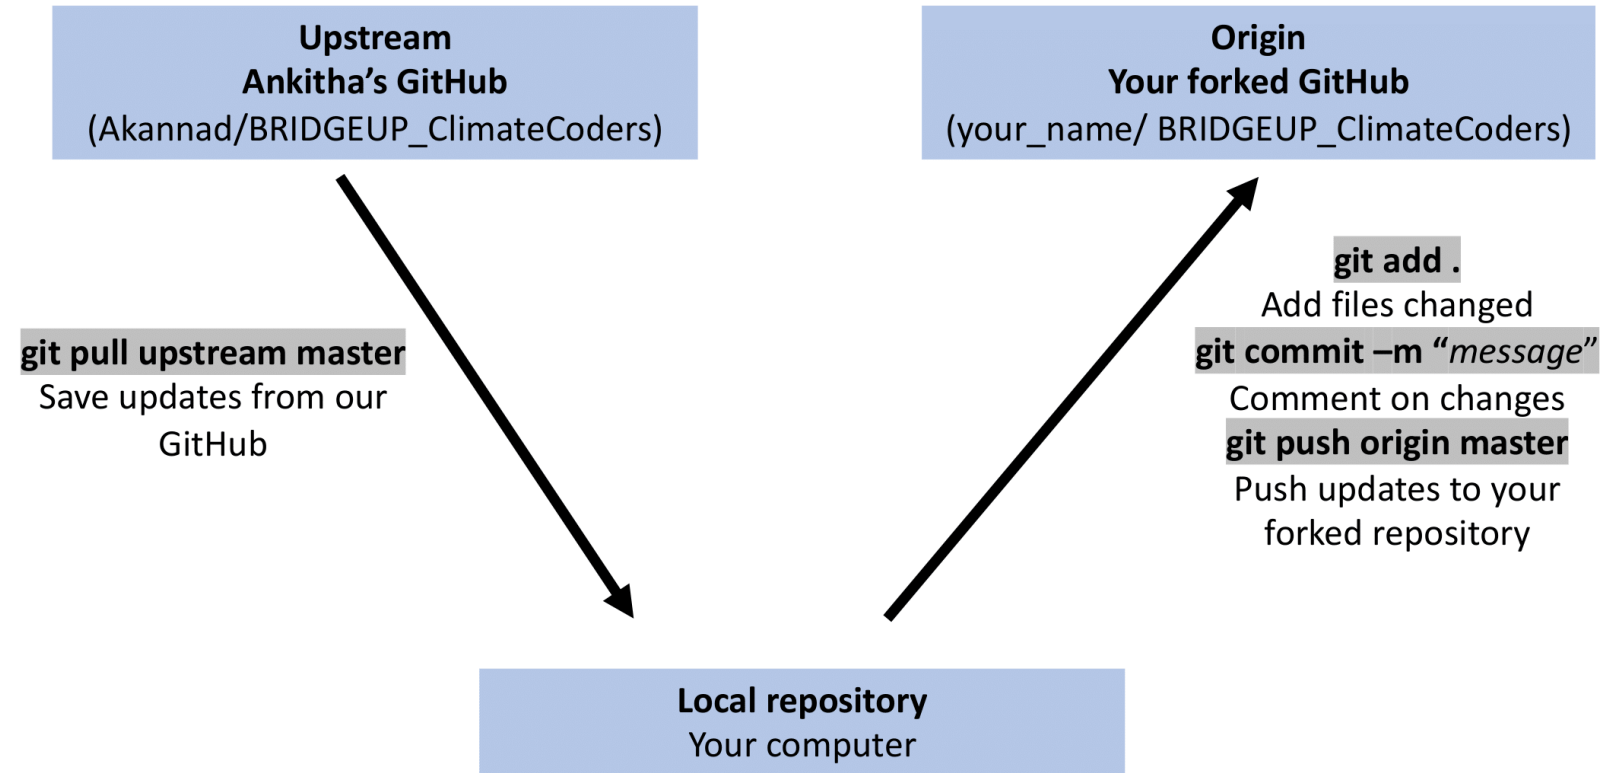 Upstream
Ankitha’s GitHub
(Akannad/BRIDGEUP_ClimateCoders)
Origin
Your forked GitHub
(your_name/ BRIDGEUP_ClimateCoders)
git pull upstream master
Save updates from our
GitHub
git add .
Add files changed
git commit –m “message”
Comment on changes
git push origin master
Push updates to your
forked repository
Local repository
Your computer